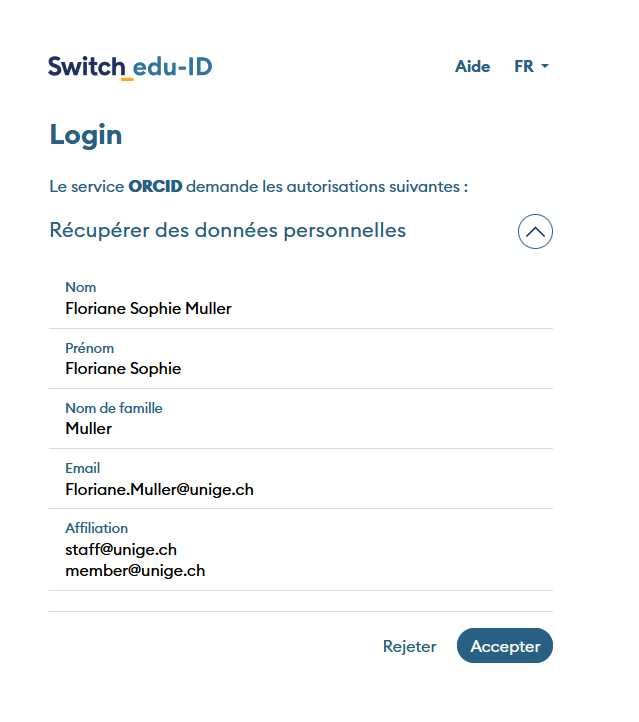 Switch_edu-ID
Aide FR
Login
Le service ORCID demande les autorisations suivantes :
Récupérer des données personnelles
Nom
Floriane Sophie Muller
Prénom
Floriane Sophie
Nom de famille
Muller
Email
Floriane.Muller@unige.ch
Affiliation
staff@unige.ch
member@unige.ch
Rejeter Accepter